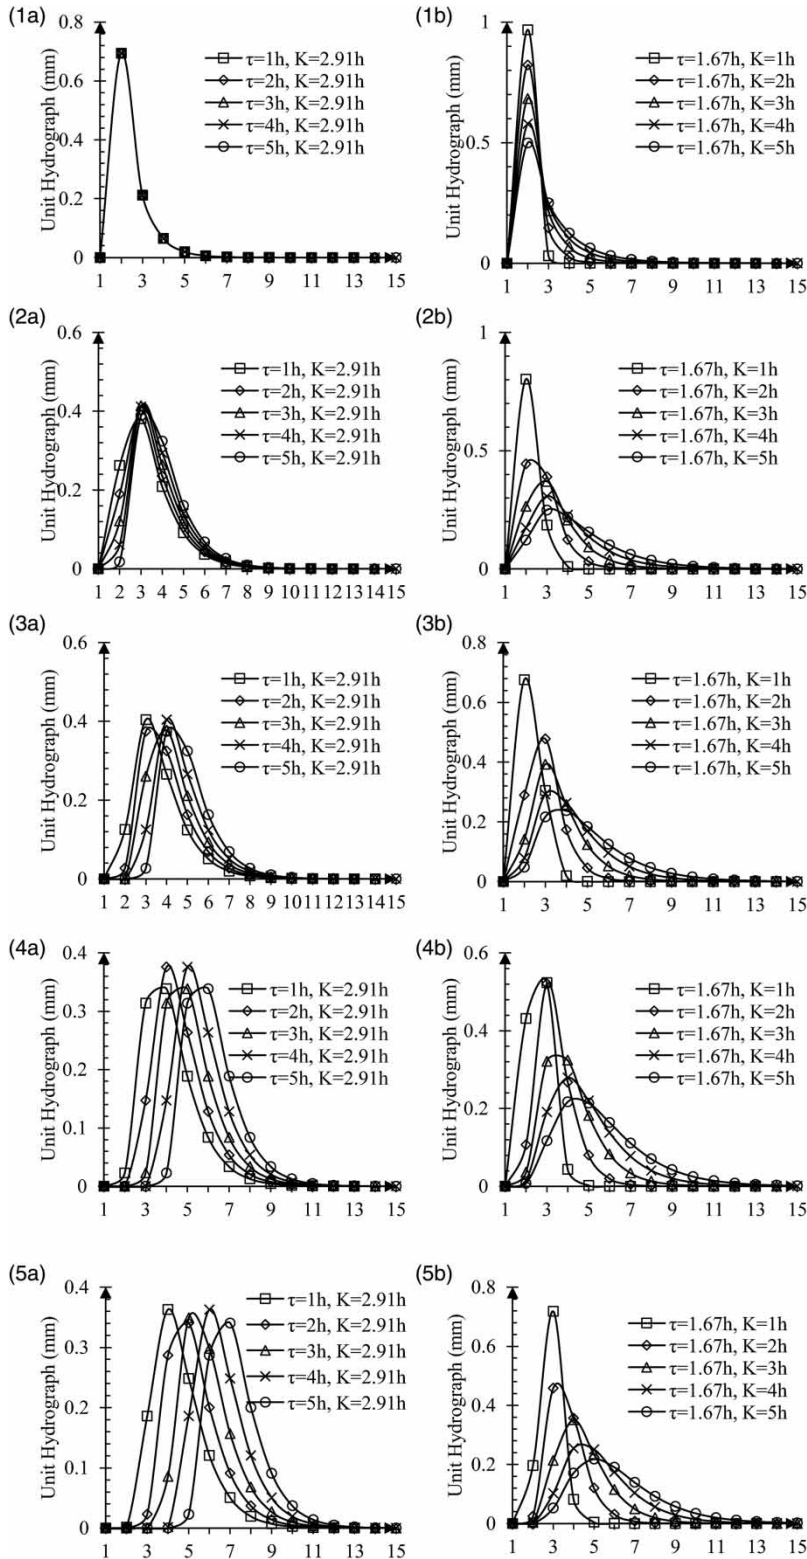 (1a)
0.8
0.6
0.4
0.2
0
Unit Hydrograph (mm)
τ=1h, K=2.91h
τ=2h, K=2.91h
τ=3h, K=2.91h
τ=4h, K=2.91h
τ=5h, K=2.91h
1 3 5 7 9 11 13 15
(1b)
1
0.5
0
Unit Hydrograph (mm)
τ=1.67h, K=1h
τ=1.67h, K=2h
τ=1.67h, K=3h
τ=1.67h, K=4h
τ=1.67h, K=5h
1 3 5 7 9 11 13 15
(2a)
0.6
0.4
0.2
0
Unit Hydrograph (mm)
τ=1h, K=2.91h
τ=2h, K=2.91h
τ=3h, K=2.91h
τ=4h, K=2.91h
τ=5h, K=2.91h
1 2 3 4 5 6 7 8 9 10 11 12 13 14 15
(2b)
1
0.5
0
Unit Hydrograph (mm)
τ=1.67h, K=1h
τ=1.67h, K=2h
τ=1.67h, K=3h
τ=1.67h, K=4h
τ=1.67h, K=5h
1 3 5 7 9 11 13 15
(3a)
0.6
0.4
0.2
0
Unit Hydrograph (mm)
τ=1h, K=2.91h
τ=2h, K=2.91h
τ=3h, K=2.91h
τ=4h, K=2.91h
τ=5h, K=2.91h
1 2 3 4 5 6 7 8 9 10 11 12 13 14 15
(3b)
0.8
0.6
0.4
0.2
0
Unit Hydrograph (mm)
τ=1.67h, K=1h
τ=1.67h, K=2h
τ=1.67h, K=3h
τ=1.67h, K=4h
τ=1.67h, K=5h
1 3 5 7 9 11 13 15
(4a)
0.4
0.3
0.2
0.1
0
Unit Hydrograph (mm)
τ=1h, K=2.91h
τ=2h, K=2.91h
τ=3h, K=2.91h
τ=4h, K=2.91h
τ=5h, K=2.91h
1 3 5 7 9 11 13 15
(4b)
0.6
0.4
0.2
0
Unit Hydrograph (mm)
τ=1.67h, K=1h
τ=1.67h, K=2h
τ=1.67h, K=3h
τ=1.67h, K=4h
τ=1.67h, K=5h
1 3 5 7 9 11 13 15
(5a)
0.4
0.3
0.2
0.1
0
Unit Hydrograph (mm)
τ=1h, K=2.91h
τ=2h, K=2.91h
τ=3h, K=2.91h
τ=4h, K=2.91h
τ=5h, K=2.91h
1 3 5 7 9 11 13 15
(5b)
0.8
0.6
0.4
0.2
0
Unit Hydrograph (mm)
τ=1.67h, K=1h
τ=1.67h, K=2h
τ=1.67h, K=3h
τ=1.67h, K=4h
τ=1.67h, K=5h
1 3 5 7 9 11 13 15